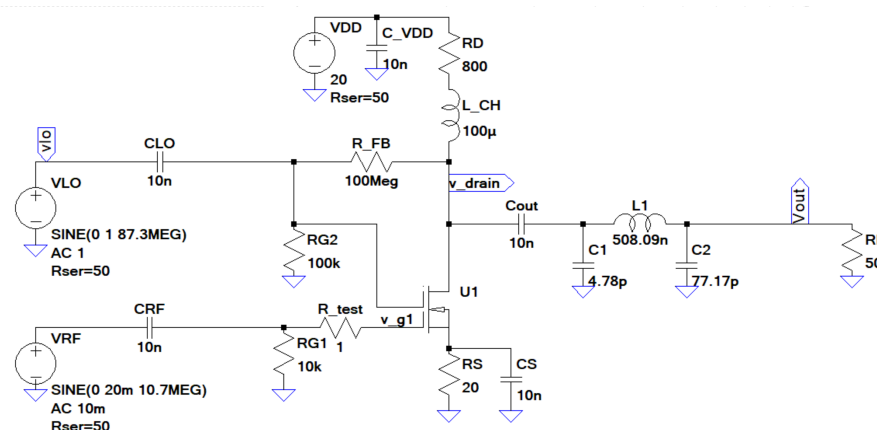 VDD
C_VDD
10n
20
Rser=50
RD
800
L_CH
100µ
vlo
CLO
10n
R_FB
100Meg
v_drain
VLO
SINE(0 1 87.3MEG)
AC 1
Rser=50
RG2
100k
Cout
10n
L1
508.09n
Vout
C1
4.78p
C2
77.17p
U1
CRF
10n
R_test
1
v_g1
RG1
10k
VRF
SINE(0 20m 10.7MEG)
AC 10m
Rser=50
RS
20
CS
10n